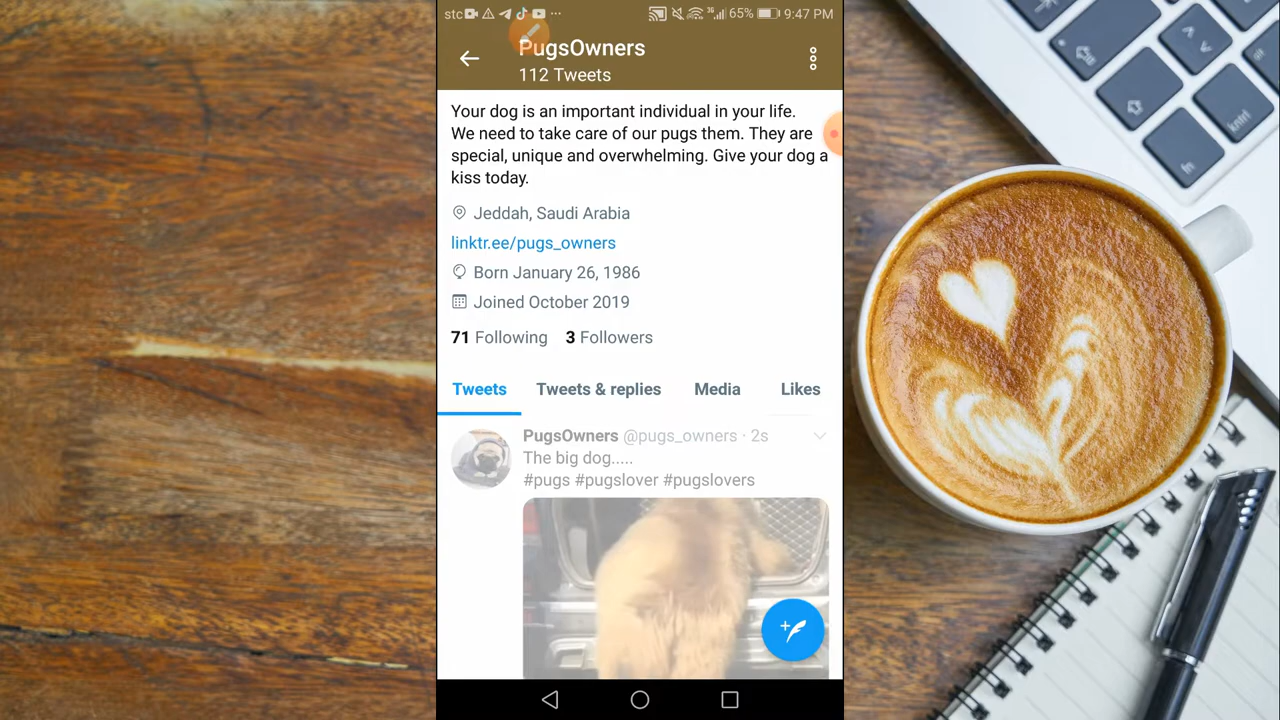 stc 3G 65% 9:47 PM
PugsOwners
112 Tweets
Your dog is an important individual in your life.
We need to take care of our pugs them. They are
special, unique and overwhelming. Give your dog a
kiss today.
Jeddah, Saudi Arabia
linktr.ee/pugs_owners
Born January 26, 1986
Joined October 2019
71 Following 3 Followers
Tweets Tweets & replies Media Likes
PugsOwners @pugs_owners · 2s
The big dog.....
#pugs #pugslover #pugslovers
fn